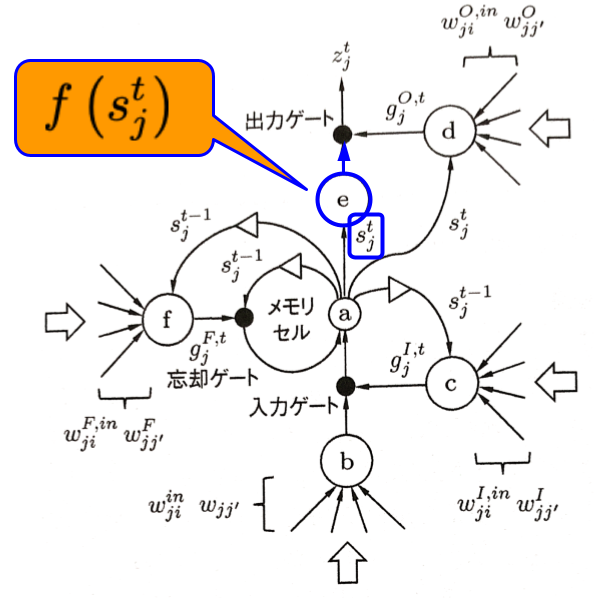 w_{ji}^{O,in} w_{jj'}^{O}
z_j^t
f(s_j^t)
出力ゲート
g_j^{O,t}
d
e
s_j^{t-1}
s_j^t
s_j^t
s_j^{t-1}
メモリ
セル
a
s_j^{t-1}
f
g_j^{F,t}
忘却ゲート
g_j^{I,t}
c
入力ゲート
w_{ji}^{F,in} w_{jj'}^{F}
b
w_{ji}^{in} w_{jj'}
w_{ji}^{I,in} w_{jj'}^{I}